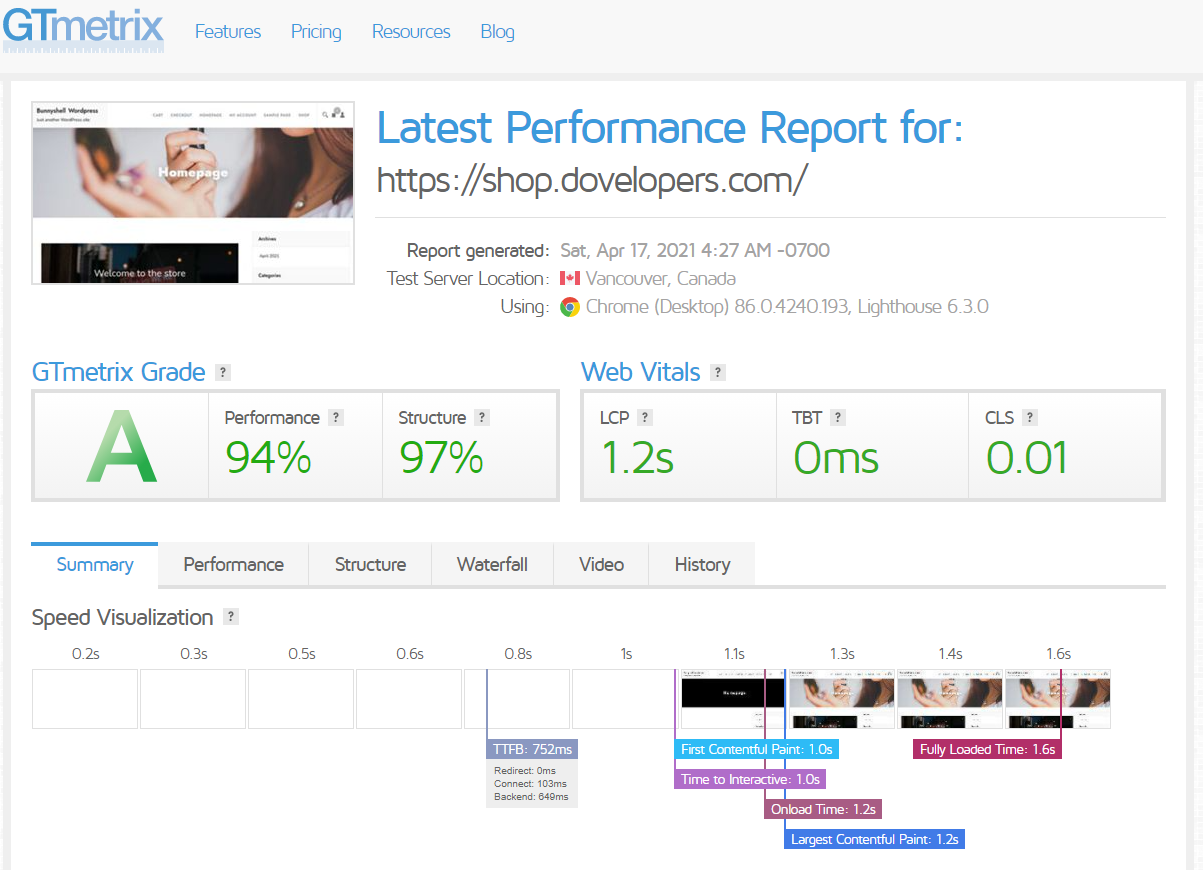 GTmetrix Features Pricing Resources Blog
Bunnyshell Wordpress
Just another WordPress site
CART CHECKOUT HOMEPAGE MY ACCOUNT SAMPLE PAGE SHOP
Homepage
Archives
April 2021
Welcome to the store
Categories
Latest Performance Report for:
https://shop.dovelopers.com/
Report generated: Sat, Apr 17, 2021 4:27 AM -0700
Test Server Location: Vancouver, Canada
Using: Chrome (Desktop) 86.0.4240.193, Lighthouse 6.3.0
GTmetrix Grade ?
A
Performance ?
94%
Structure ?
97%
Web Vitals ?
LCP ?
1.2s
TBT ?
0ms
CLS ?
0.01
Summary Performance Structure Waterfall Video History
Speed Visualization ?
0.2s 0.3s 0.5s 0.6s 0.8s 1s 1.1s 1.3s 1.4s 1.6s
Homepage
TTFB: 752ms
Redirect: 0ms
Connect: 103ms
Backend: 649ms
First Contentful Paint: 1.0s
Fully Loaded Time: 1.6s
Time to Interactive: 1.0s
Onload Time: 1.2s
Largest Contentful Paint: 1.2s